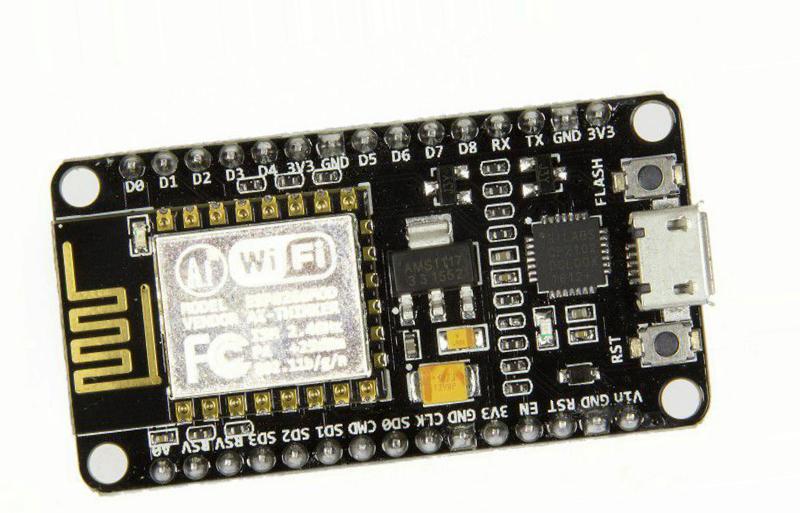 D0 D1 D2 D3 D4 3V3 GND D5 D6 D7 D8 RX TX GND 3V3
FLASH
WiFi
AMS1117
SILABS
FC
RST
A0 RSV RSV SD3 SD2 SD1 CMD SD0 CLK GND 3V3 EN RST GND Vin